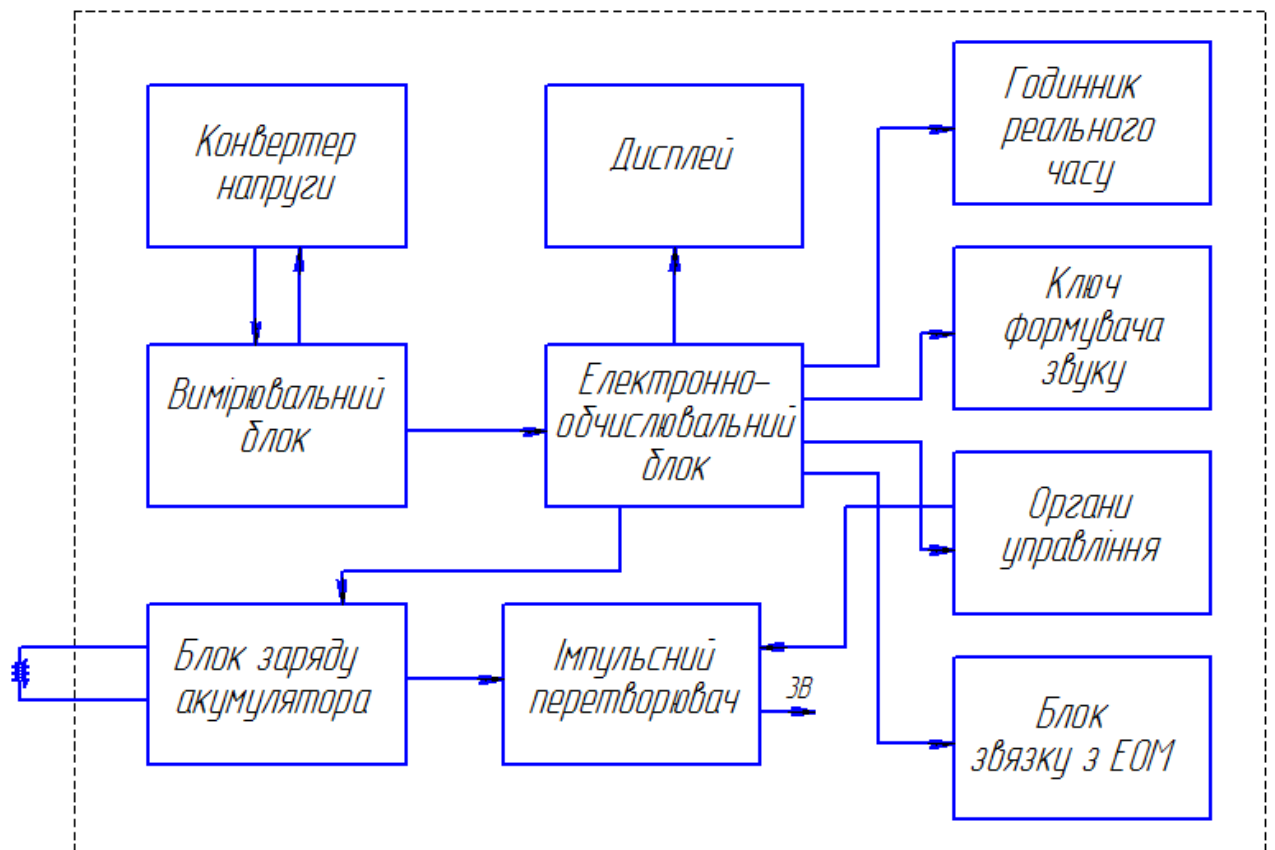 Конвертер
напруги
Дисплей
Годинник
реального
часу
Ключ
формувача
звуку
Вимірювальний
блок
Електронно-
обчислювальний
блок
Органи
управління
Блок заряду
акумулятора
Імпульсний
перетворювач
3В
Блок
звязку з ЕОМ